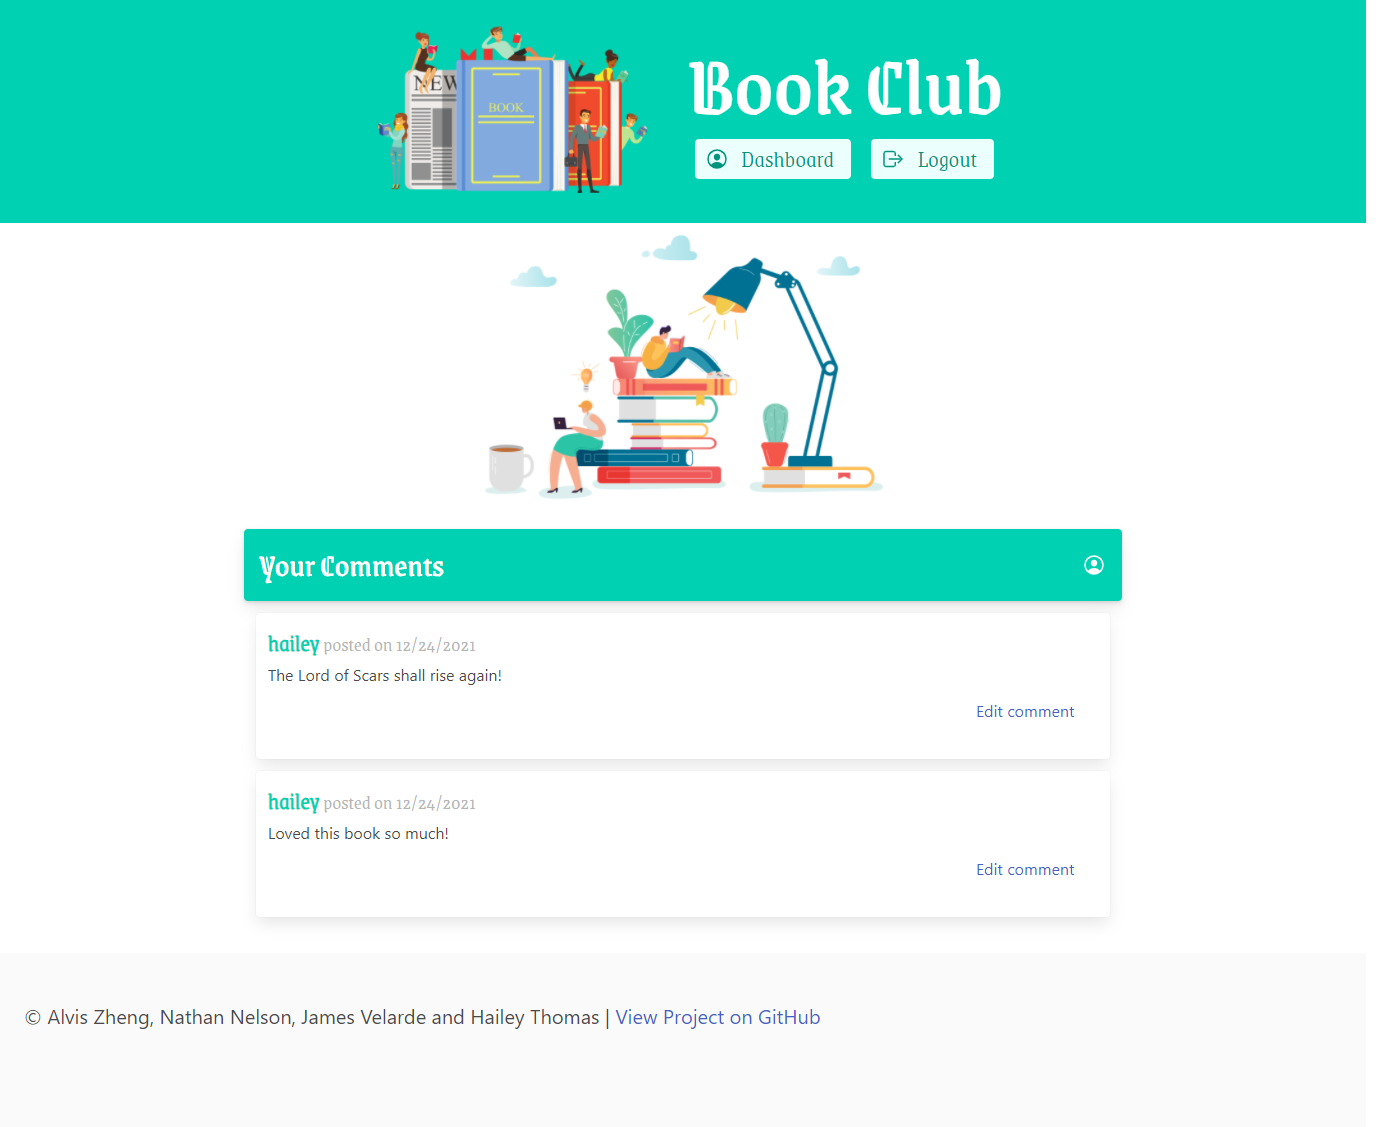 NEW
BOOK
Book Club
Dashboard
Logout
Your Comments
hailey posted on 12/24/2021
The Lord of Scars shall rise again!
Edit comment
hailey posted on 12/24/2021
Loved this book so much!
Edit comment
© Alvis Zheng, Nathan Nelson, James Velarde and Hailey Thomas | View Project on GitHub